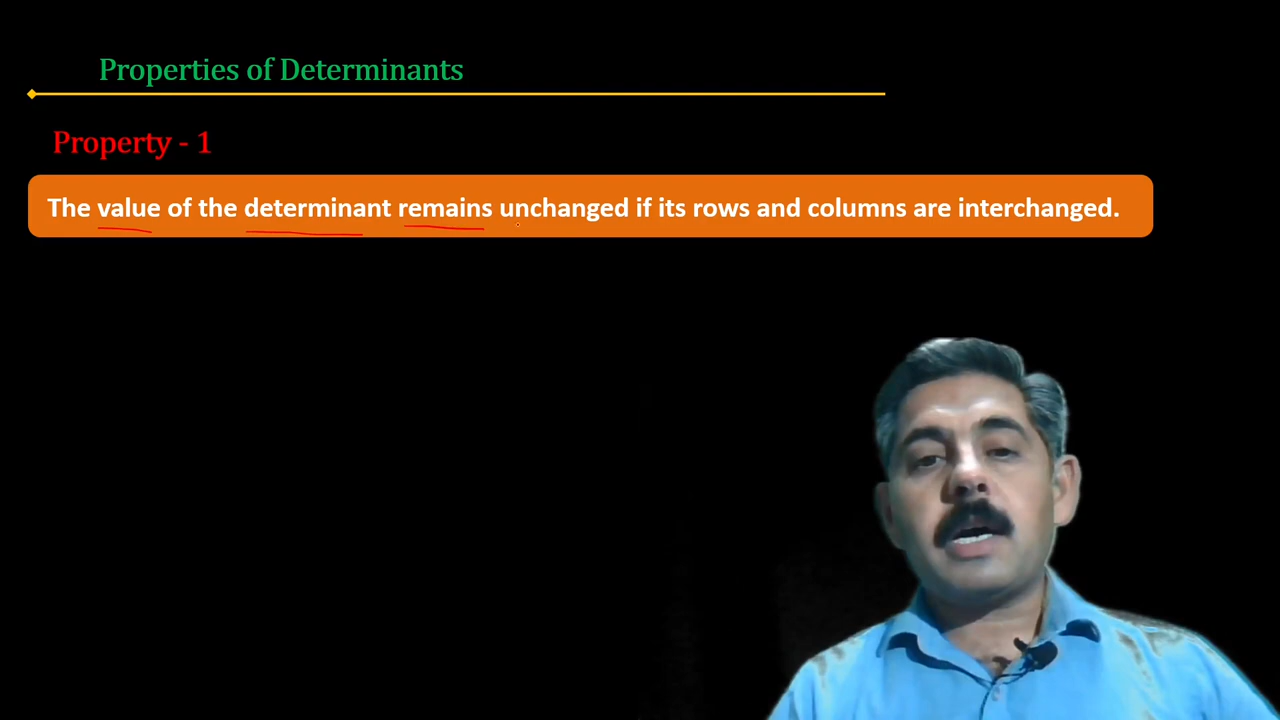 Properties of Determinants
Property - 1
The value of the determinant remains unchanged if its rows and columns are interchanged.